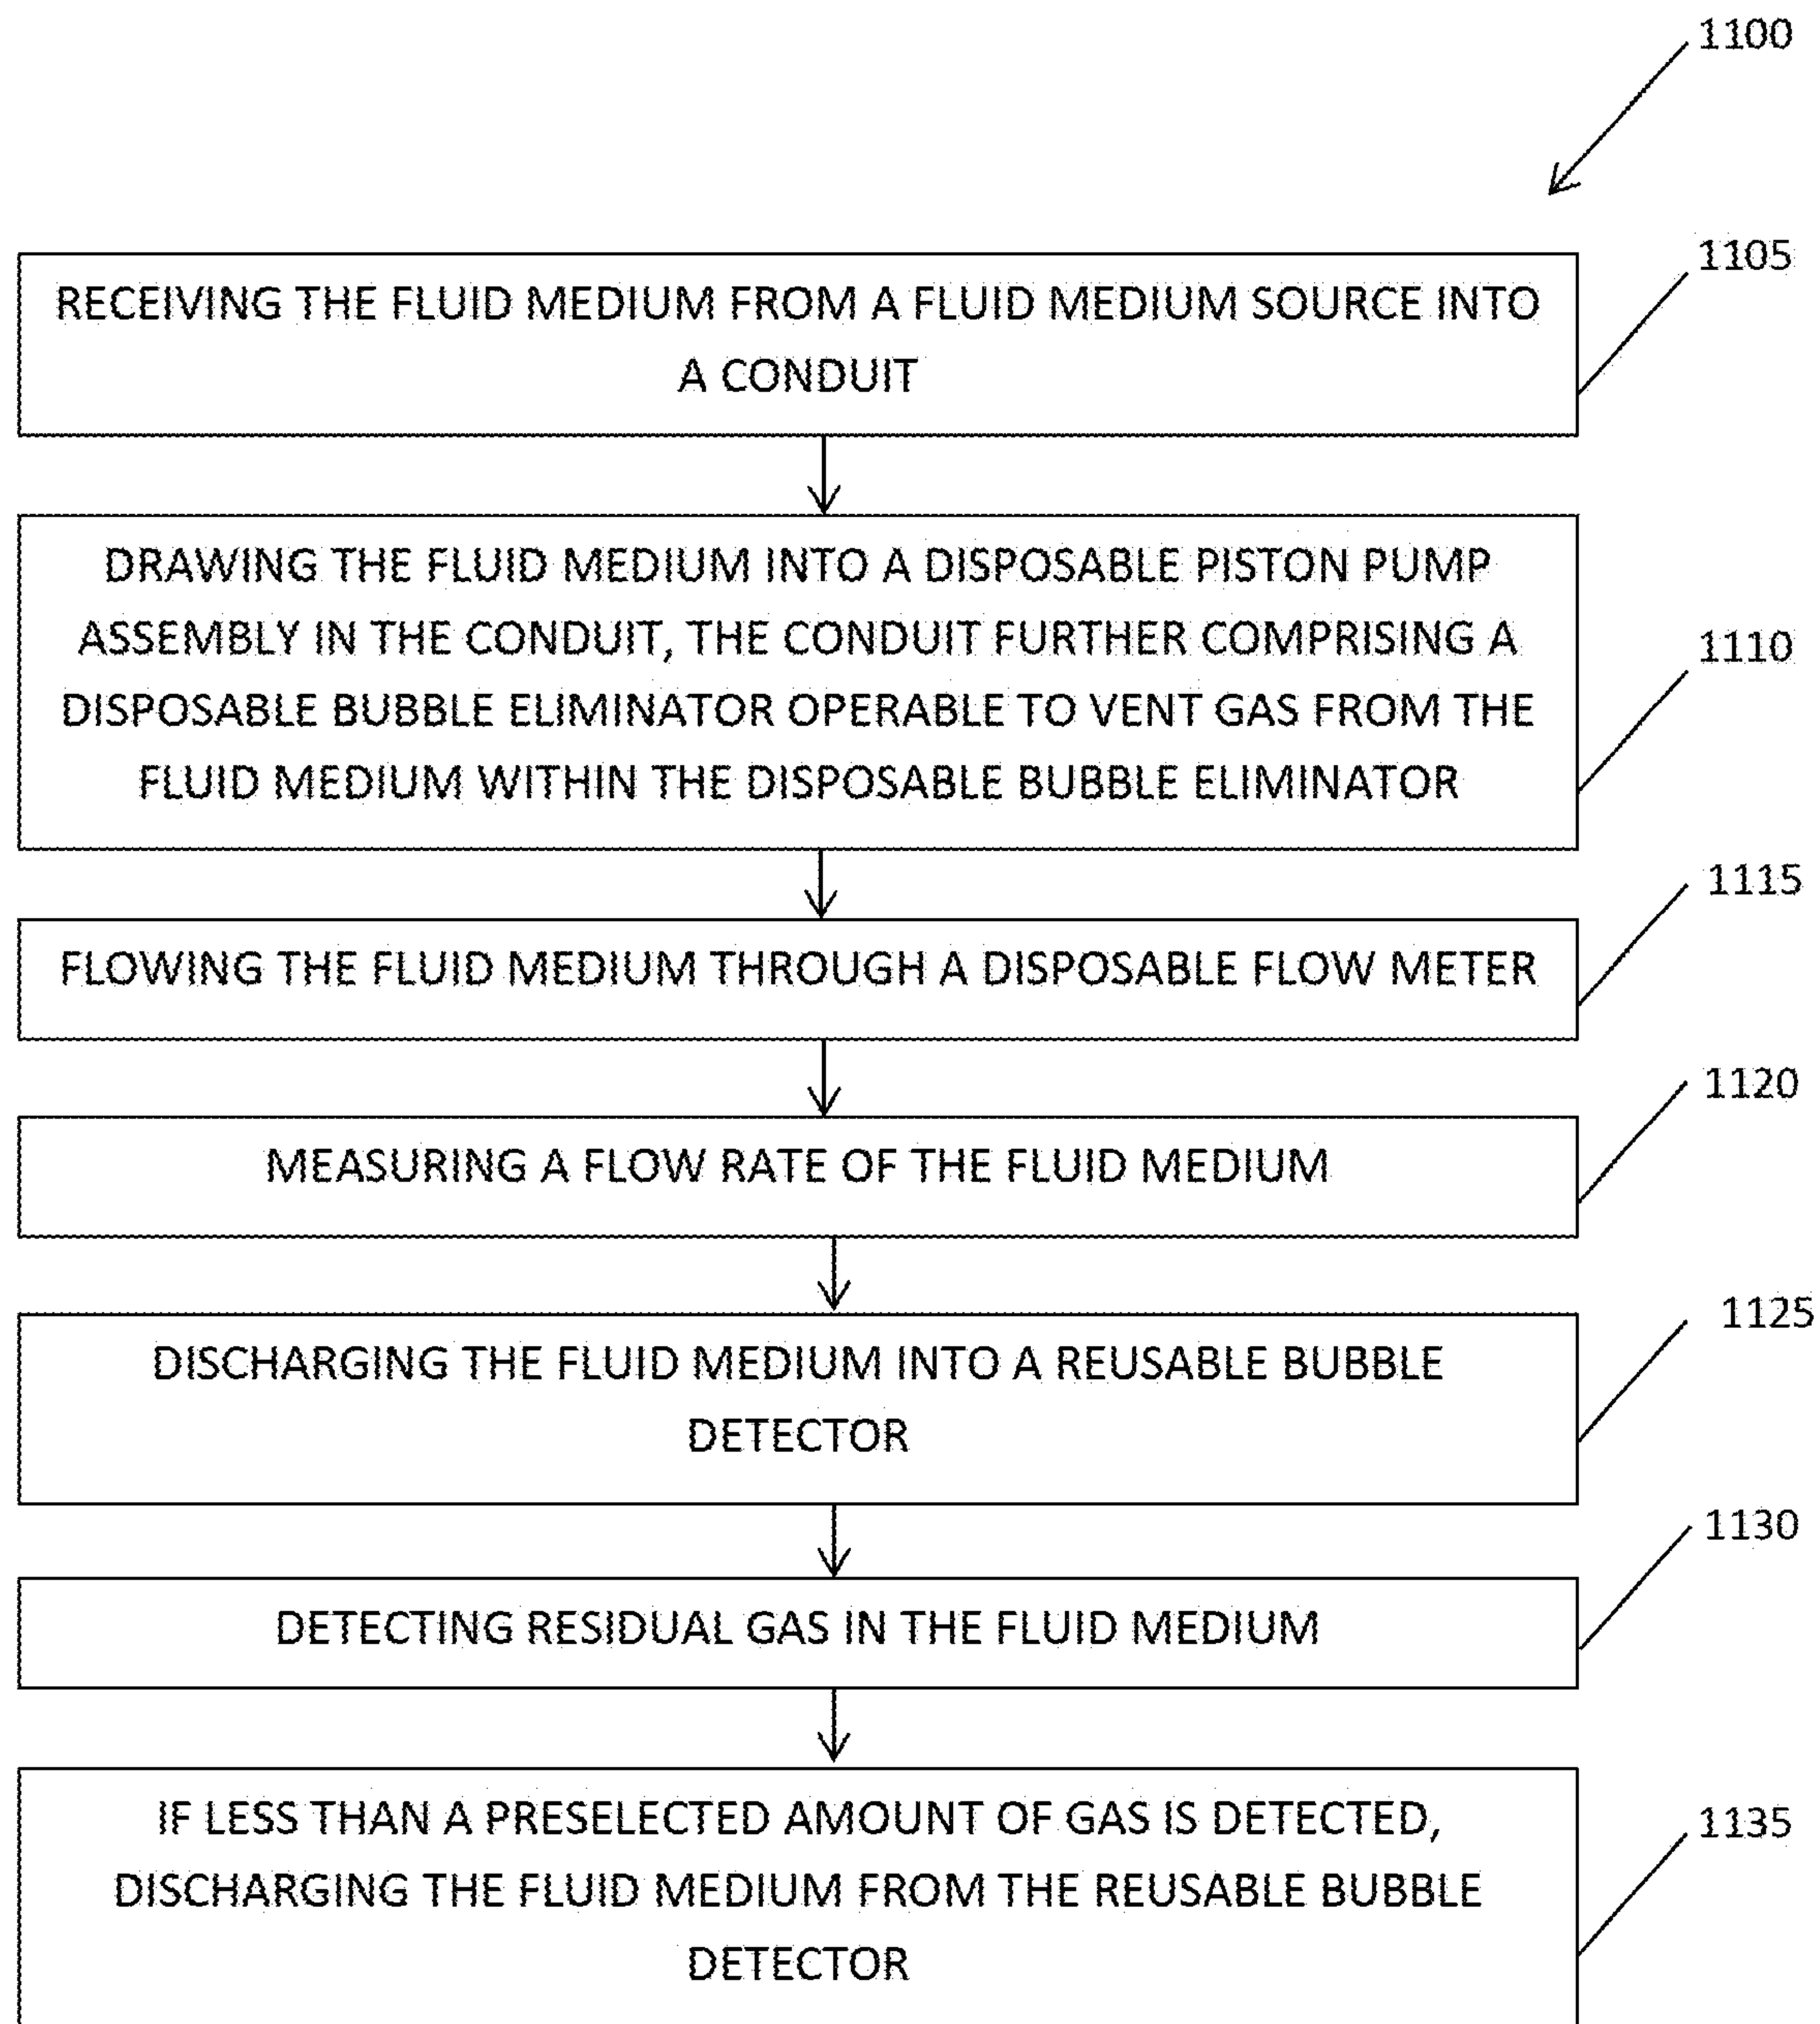 1100
1105
RECEIVING THE FLUID MEDIUM FROM A FLUID MEDIUM SOURCE INTO
A CONDUIT
DRAWING THE FLUID MEDIUM INTO A DISPOSABLE PISTON PUMP
ASSEMBLY IN THE CONDUIT, THE CONDUIT FURTHER COMPRISING A
1110
DISPOSABLE BUBBLE ELIMINATOR OPERABLE TO VENT GAS FROM THE
FLUID MEDIUM WITHIN THE DISPOSABLE BUBBLE ELIMINATOR
1115
FLOWING THE FLUID MEDIUM THROUGH A DISPOSABLE FLOW METER
1120
MEASURING A FLOW RATE OF THE FLUID MEDIUM
1125
DISCHARGING THE FLUID MEDIUM INTO A REUSABLE BUBBLE
DETECTOR
1130
DETECTING RESIDUAL GAS IN THE FLUID MEDIUM
IF LESS THAN A PRESELECTED AMOUNT OF GAS IS DETECTED,
1135
DISCHARGING THE FLUID MEDIUM FROM THE REUSABLE BUBBLE
DETECTOR